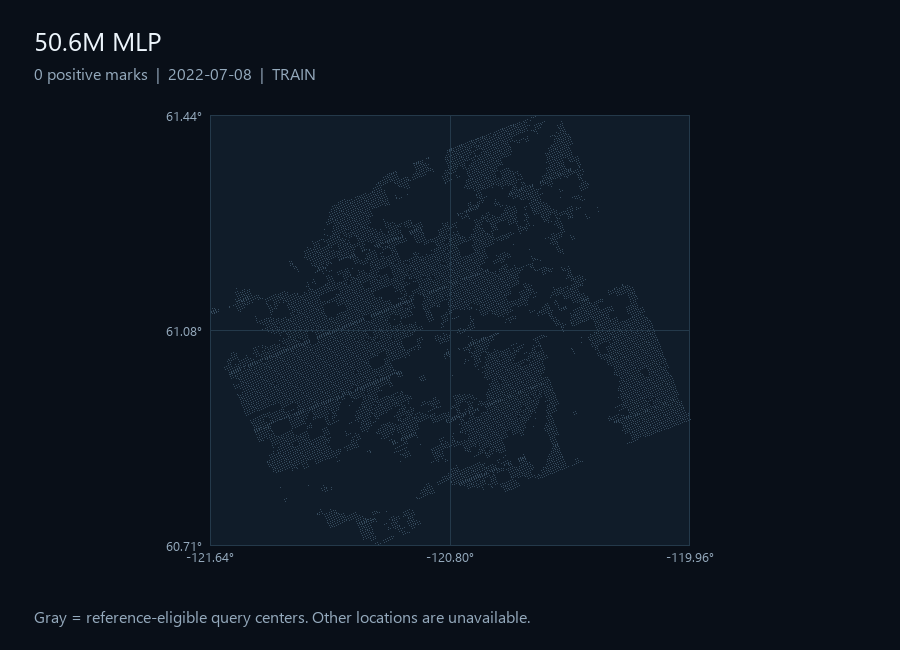 50.6M MLP
0 positive marks | 2022-07-08 | TRAIN
61.44°
61.08°
60.71°
-121.64°
-120.80°
-119.96°
Gray = reference-eligible query centers. Other locations are unavailable.